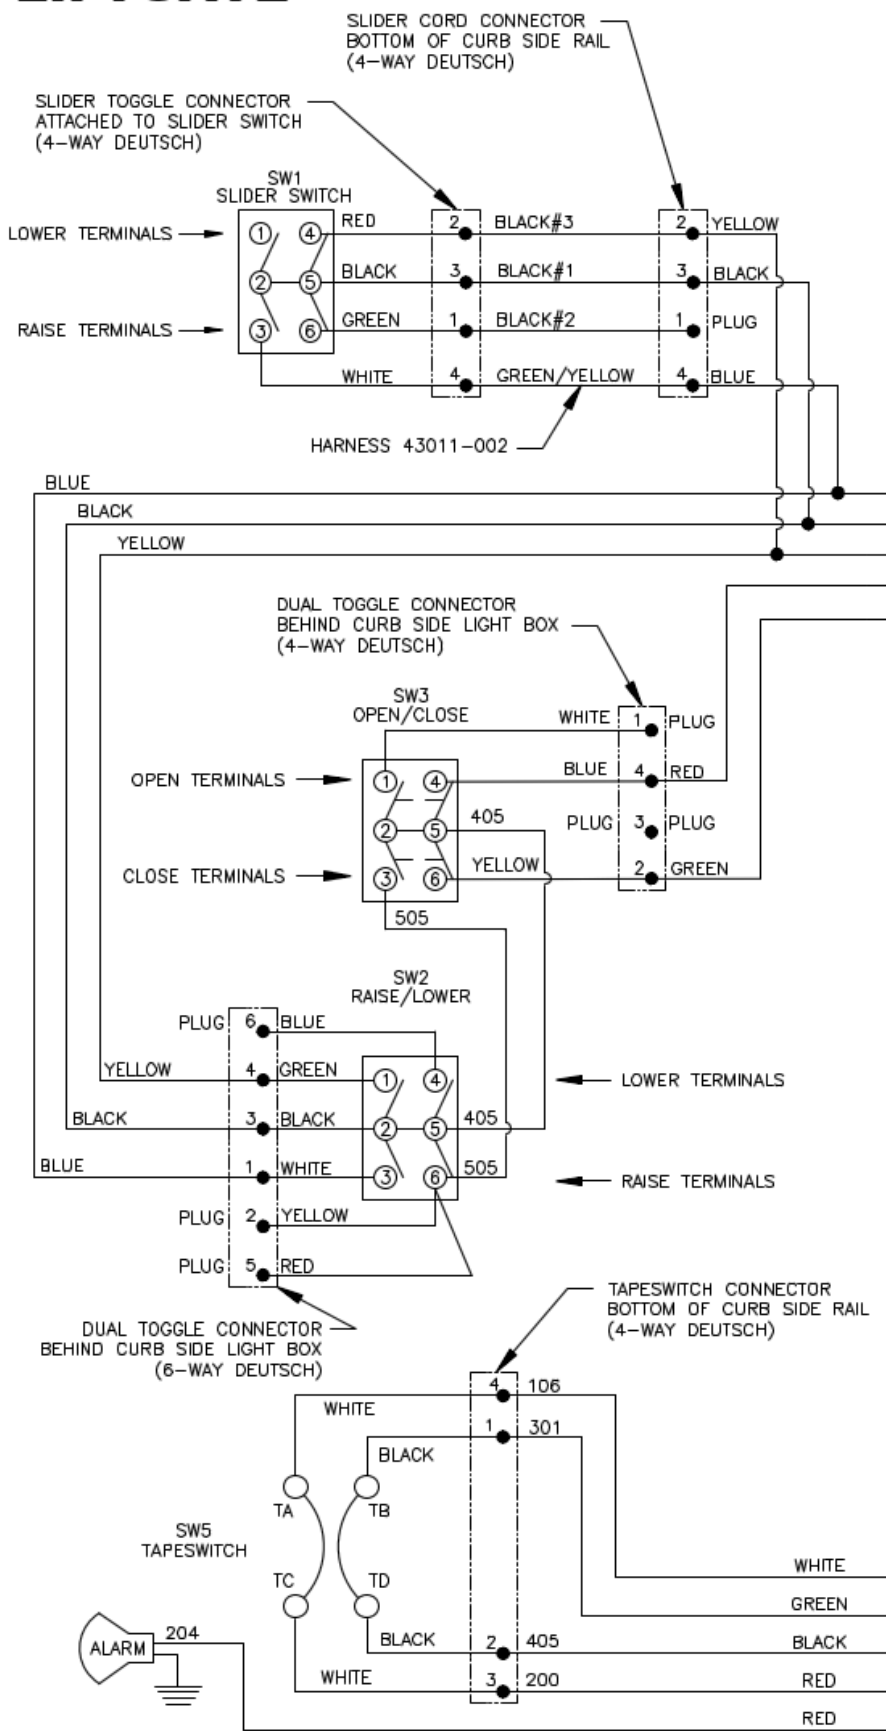 SLIDER CORD CONNECTOR
BOTTOM OF CURB SIDE RAIL
(4-WAY DEUTSCH)
SLIDER TOGGLE CONNECTOR
ATTACHED TO SLIDER SWITCH
(4-WAY DEUTSCH)
SW1
SLIDER SWITCH
LOWER TERMINALS
1 4 RED 2 BLACK#3 2 YELLOW
2 5 BLACK 3 BLACK#1 3 BLACK
RAISE TERMINALS
3 6 GREEN 1 BLACK#2 1 PLUG
WHITE 4 GREEN/YELLOW 4 BLUE
HARNESS 43011-002
BLUE
BLACK
YELLOW
DUAL TOGGLE CONNECTOR
BEHIND CURB SIDE LIGHT BOX
(4-WAY DEUTSCH)
SW3
OPEN/CLOSE
WHITE 1 PLUG
OPEN TERMINALS
1 4 BLUE 4 RED
2 5 405 PLUG 3 PLUG
CLOSE TERMINALS
3 6 YELLOW 2 GREEN
505
SW2
RAISE/LOWER
PLUG 6 BLUE
YELLOW 4 GREEN 1 4
LOWER TERMINALS
BLACK 3 BLACK 2 5 405
BLUE 1 WHITE 3 6 505
RAISE TERMINALS
PLUG 2 YELLOW
PLUG 5 RED
DUAL TOGGLE CONNECTOR
BEHIND CURB SIDE LIGHT BOX
(6-WAY DEUTSCH)
TAPESWITCH CONNECTOR
BOTTOM OF CURB SIDE RAIL
(4-WAY DEUTSCH)
WHITE 4 106
BLACK 1 301
TA TB
SW5
TAPESWITCH
TC TD
WHITE
GREEN
BLACK 2 405 BLACK
WHITE 3 200 RED
ALARM 204
RED